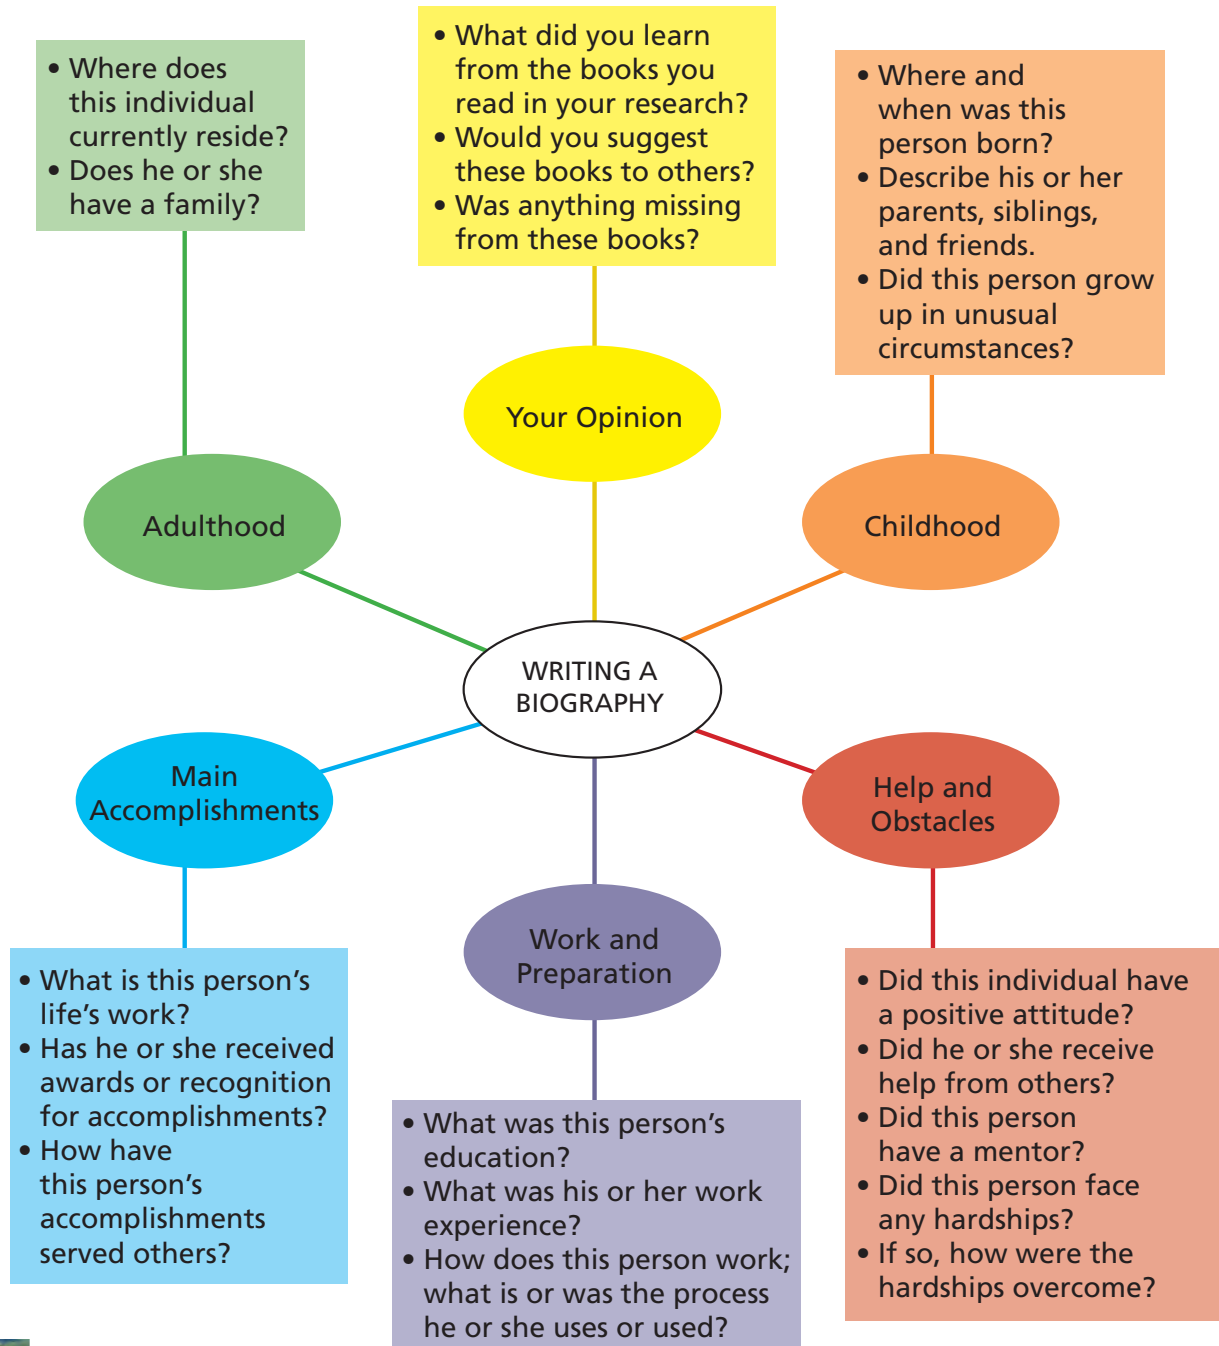 • Where does
this individual
currently reside?
• Does he or she
have a family?
• What did you learn
from the books you
read in your research?
• Would you suggest
these books to others?
• Was anything missing
from these books?
• Where and
when was this
person born?
• Describe his or her
parents, siblings,
and friends.
• Did this person grow
up in unusual
circumstances?
Your Opinion
Adulthood
Childhood
WRITING A
BIOGRAPHY
Main
Accomplishments
Help and
Obstacles
Work and
Preparation
• What is this person’s
life’s work?
• Has he or she received
awards or recognition
for accomplishments?
• How have
this person’s
accomplishments
served others?
• What was this person’s
education?
• What was his or her work
experience?
• How does this person work;
what is or was the process
he or she uses or used?
• Did this individual have
a positive attitude?
• Did he or she receive
help from others?
• Did this person
have a mentor?
• Did this person face
any hardships?
• If so, how were the
hardships overcome?